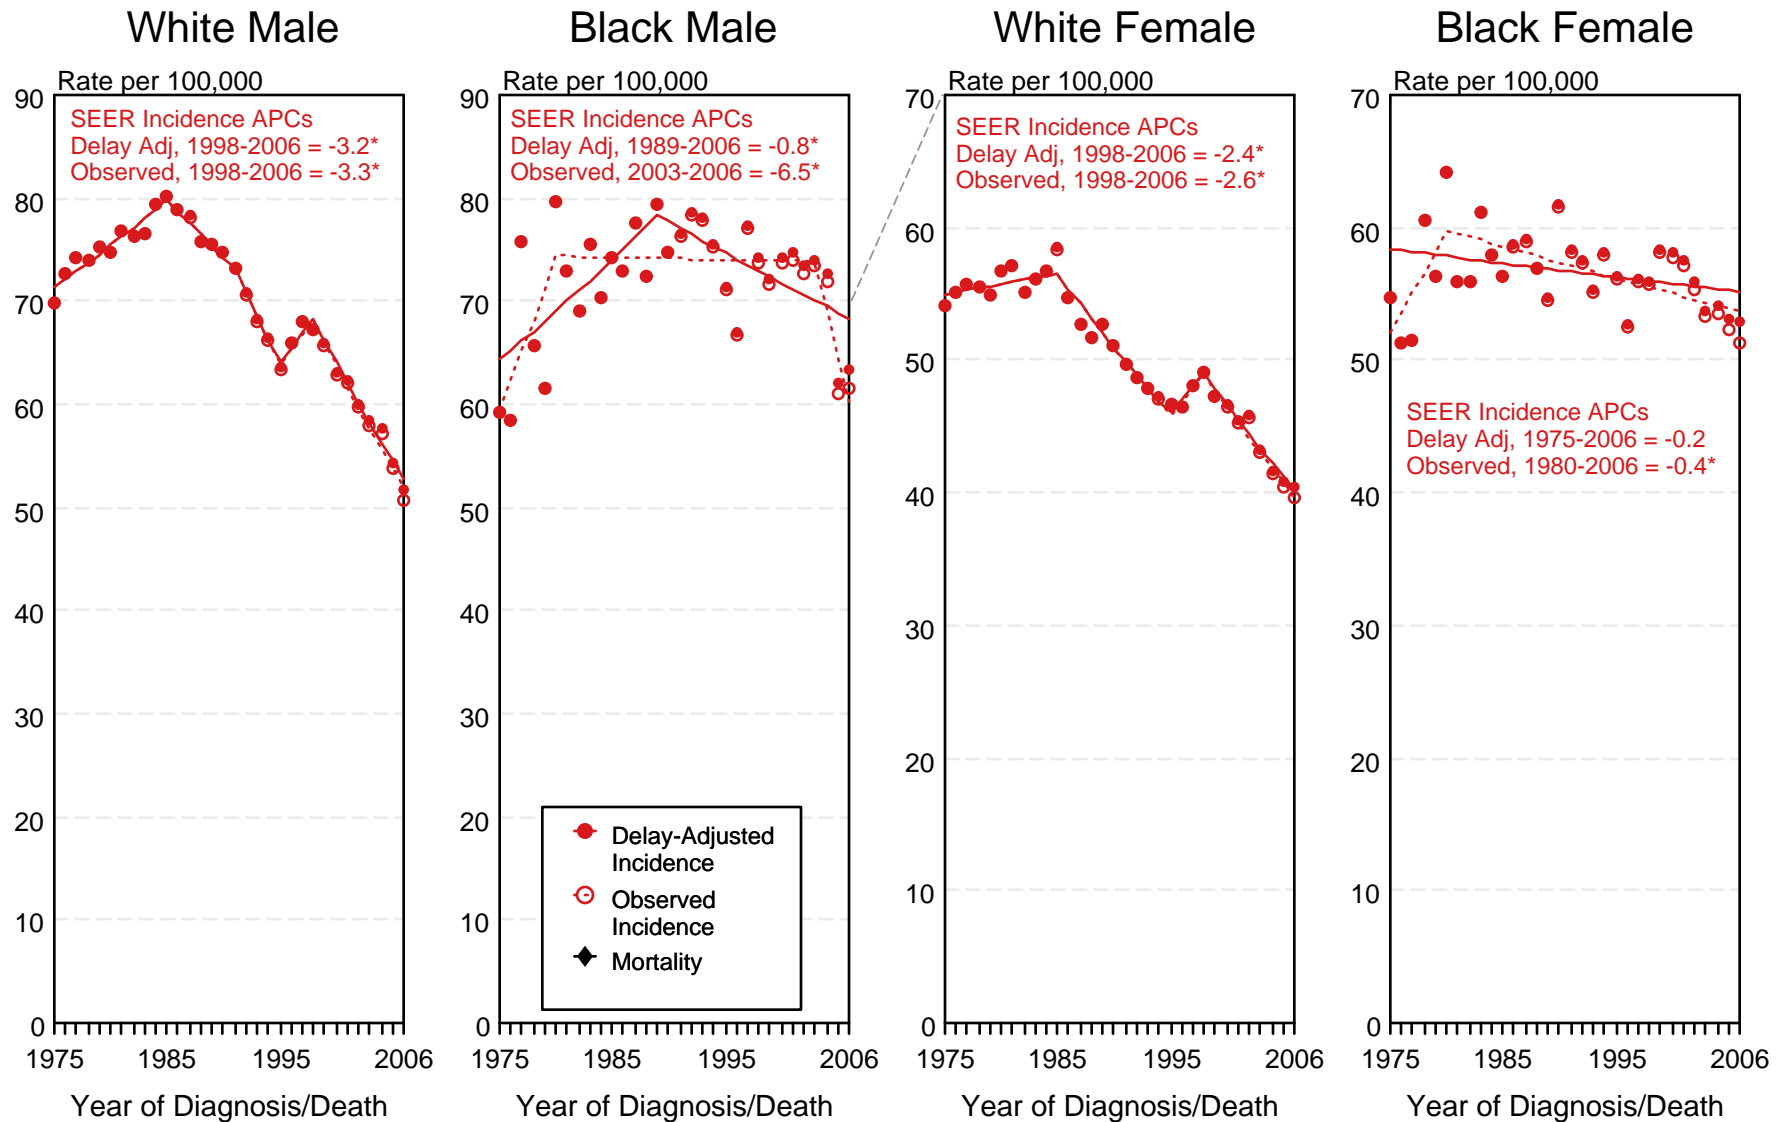 White Male
Black Male
White Female
Black Female
Rate per 100,000
SEER Incidence APCs
Delay Adj, 1998-2006 = -3.2*
Observed, 1998-2006 = -3.3*
90
80
70
60
50
40
30
20
10
0
1975
1985
1995
2006
Year of Diagnosis/Death
Rate per 100,000
SEER Incidence APCs
Delay Adj, 1989-2006 = -0.8*
Observed, 2003-2006 = -6.5*
90
80
70
60
50
40
30
20
10
0
Delay-Adjusted
Incidence
Observed
Incidence
Mortality
1975
1985
1995
2006
Year of Diagnosis/Death
Rate per 100,000
SEER Incidence APCs
Delay Adj, 1998-2006 = -2.4*
Observed, 1998-2006 = -2.6*
70
60
50
40
30
20
10
0
1975
1985
1995
2006
Year of Diagnosis/Death
Rate per 100,000
70
60
50
40
30
20
10
0
SEER Incidence APCs
Delay Adj, 1975-2006 = -0.2
Observed, 1980-2006 = -0.4*
1975
1985
1995
2006
Year of Diagnosis/Death